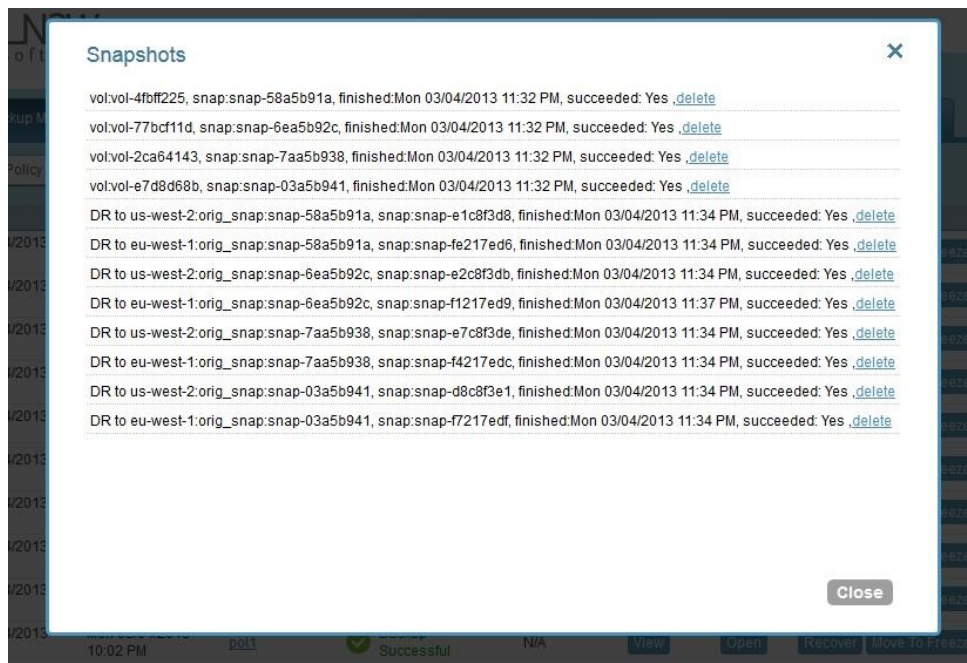 Snapshots
vol:vol-4fbff225, snap:snap-58a5b91a, finished:Mon 03/04/2013 11:32 PM, succeeded: Yes ,delete
vol:vol-77bcf11d, snap:snap-6ea5b92c, finished:Mon 03/04/2013 11:32 PM, succeeded: Yes ,delete
vol:vol-2ca64143, snap:snap-7aa5b938, finished:Mon 03/04/2013 11:32 PM, succeeded: Yes ,delete
vol:vol-e7d8d68b, snap:snap-03a5b941, finished:Mon 03/04/2013 11:32 PM, succeeded: Yes ,delete
DR to us-west-2:orig_snap:snap-58a5b91a, snap:snap-e1c8f3d8, finished:Mon 03/04/2013 11:34 PM, succeeded: Yes ,delete
DR to eu-west-1:orig_snap:snap-58a5b91a, snap:snap-fe217ed6, finished:Mon 03/04/2013 11:34 PM, succeeded: Yes ,delete
DR to us-west-2:orig_snap:snap-6ea5b92c, snap:snap-e2c8f3db, finished:Mon 03/04/2013 11:34 PM, succeeded: Yes ,delete
DR to eu-west-1:orig_snap:snap-6ea5b92c, snap:snap-f1217ed9, finished:Mon 03/04/2013 11:37 PM, succeeded: Yes ,delete
DR to us-west-2:orig_snap:snap-7aa5b938, snap:snap-e7c8f3de, finished:Mon 03/04/2013 11:34 PM, succeeded: Yes ,delete
DR to eu-west-1:orig_snap:snap-7aa5b938, snap:snap-f4217edc, finished:Mon 03/04/2013 11:34 PM, succeeded: Yes ,delete
DR to us-west-2:orig_snap:snap-03a5b941, snap:snap-d8c8f3e1, finished:Mon 03/04/2013 11:34 PM, succeeded: Yes ,delete
DR to eu-west-1:orig_snap:snap-03a5b941, snap:snap-f7217edf, finished:Mon 03/04/2013 11:34 PM, succeeded: Yes ,delete
Close
Policy
10:02 PM pol1 Successful N/A View Open Recover Move To Freeze